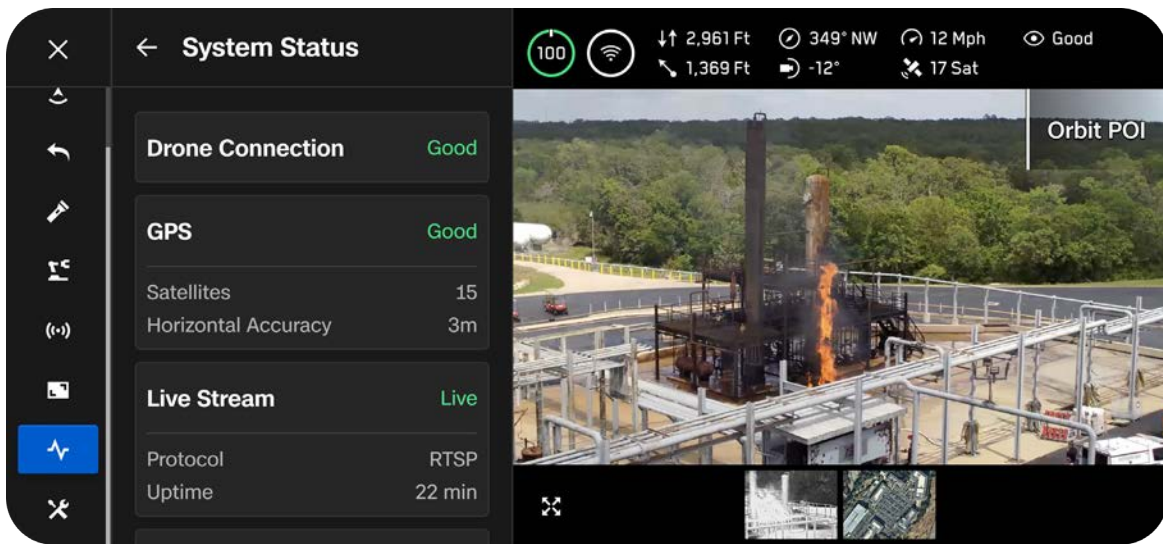 System Status
Drone Connection Good
GPS Good
Satellites 15
Horizontal Accuracy 3m
Live Stream Live
Protocol RTSP
Uptime 22 min
100 2,961 Ft 349° NW 12 Mph Good
1,369 Ft -12° 17 Sat
Orbit POI